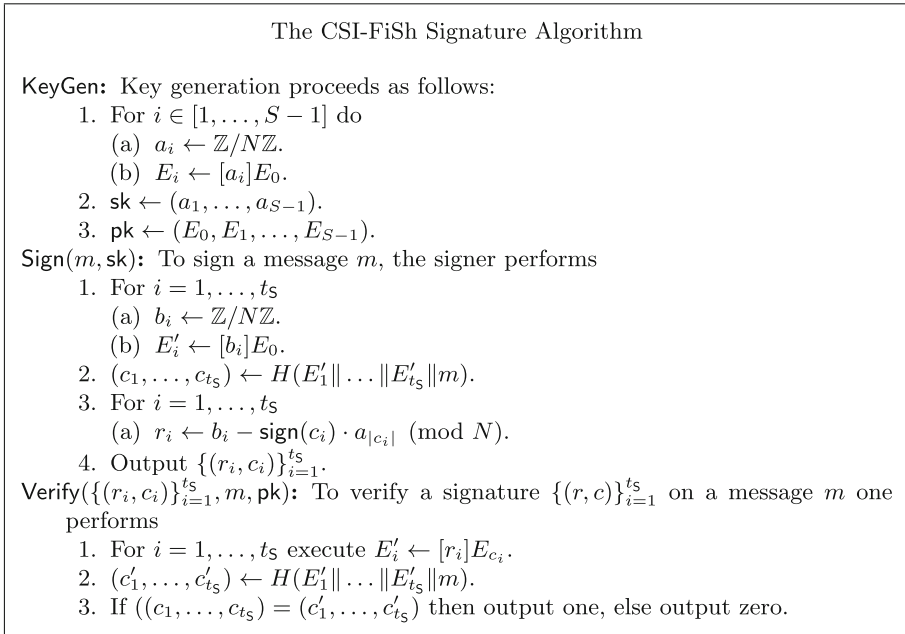 The CSI-FiSh Signature Algorithm
KeyGen: Key generation proceeds as follows:
1. For i ∈ [1, . . . , S − 1] do
(a) a_i ← ℤ/Nℤ.
(b) E_i ← [a_i]E_0.
2. sk ← (a_1, . . . , a_{S−1}).
3. pk ← (E_0, E_1, . . . , E_{S−1}).
Sign(m, sk): To sign a message m, the signer performs
1. For i = 1, . . . , t_S
(a) b_i ← ℤ/Nℤ.
(b) E′_i ← [b_i]E_0.
2. (c_1, . . . , c_{t_S}) ← H(E′_1‖ . . . ‖E′_{t_S}‖m).
3. For i = 1, . . . , t_S
(a) r_i ← b_i − sign(c_i) · a_{|c_i|} (mod N).
4. Output {(r_i, c_i)}_{i=1}^{t_S}.
Verify({(r_i, c_i)}_{i=1}^{t_S}, m, pk): To verify a signature {(r, c)}_{i=1}^{t_S} on a message m one
performs
1. For i = 1, . . . , t_S execute E′_i ← [r_i]E_{c_i}.
2. (c′_1, . . . , c′_{t_S}) ← H(E′_1‖ . . . ‖E′_{t_S}‖m).
3. If ((c_1, . . . , c_{t_S}) = (c′_1, . . . , c′_{t_S}) then output one, else output zero.